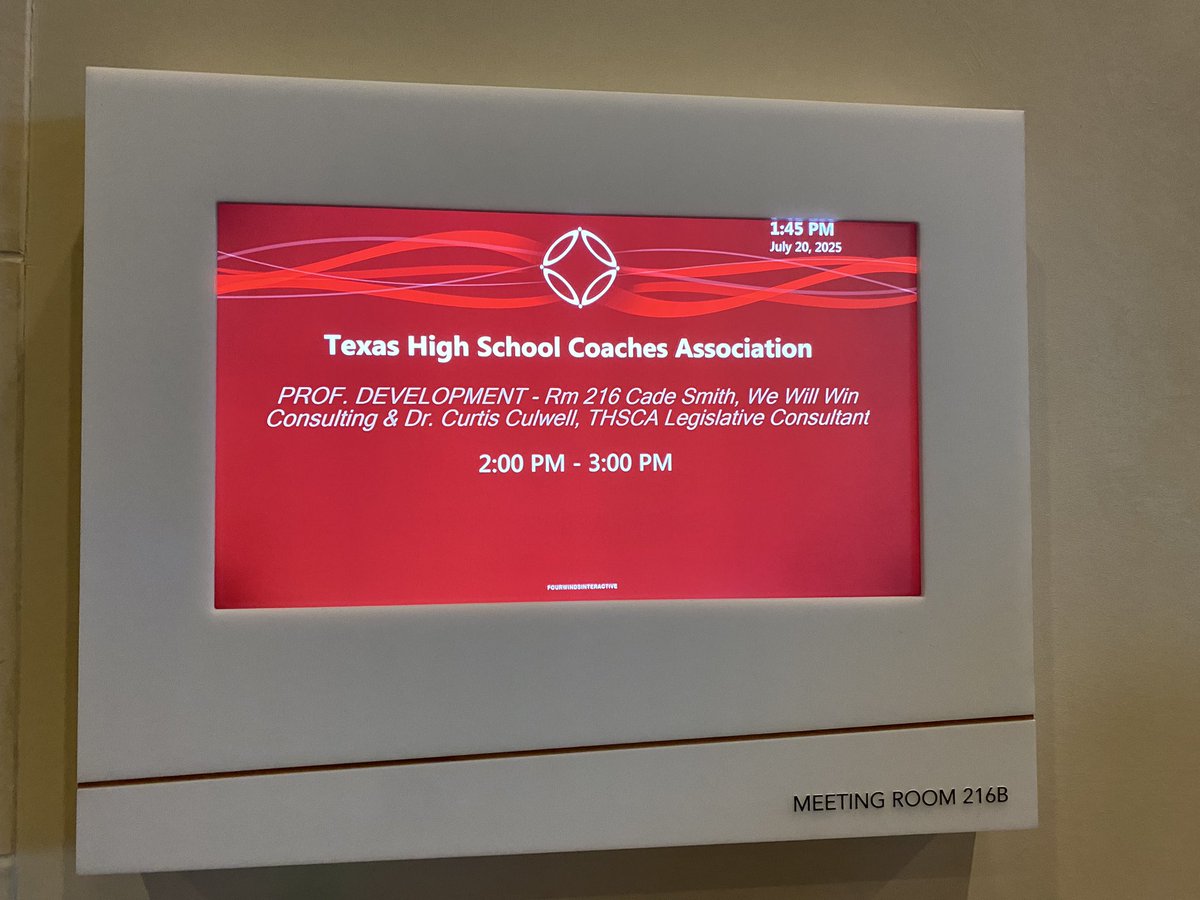 1:45 PM
July 20, 2025
Texas High School Coaches Association
PROF. DEVELOPMENT - Rm 216 Cade Smith, We Will Win
Consulting & Dr. Curtis Culwell, THSCA Legislative Consultant
2:00 PM - 3:00 PM
FOURWINDSINTERACTIVE
MEETING ROOM 216B